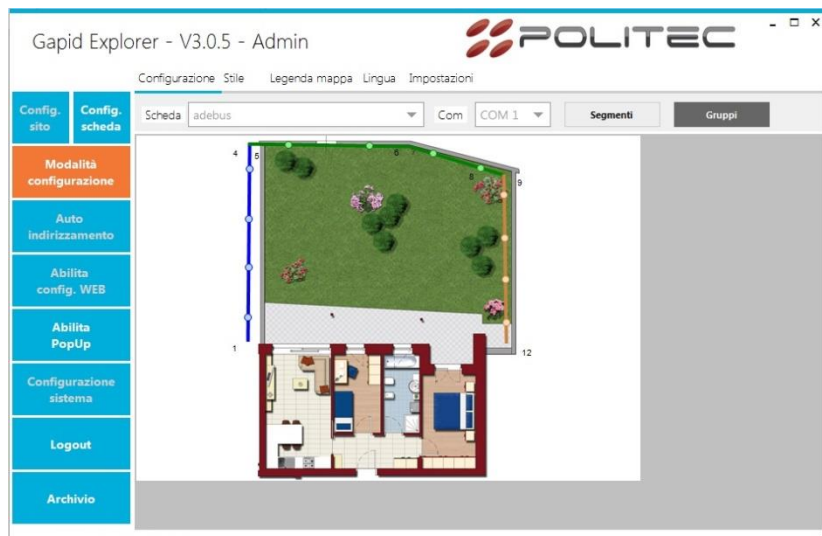 Gapid Explorer - V3.0.5 - Admin
POLITEC
Configurazione Stile Legenda mappa Lingua Impostazioni
Config. sito
Config. scheda
Scheda adebus Com COM 1 Segmenti Gruppi
Modalità
configurazione
Auto
indirizzamento
Abilita
config. WEB
Abilita
PopUp
Configurazione
sistema
Logout
Archivio
4 5 6 7
8 9
1 12